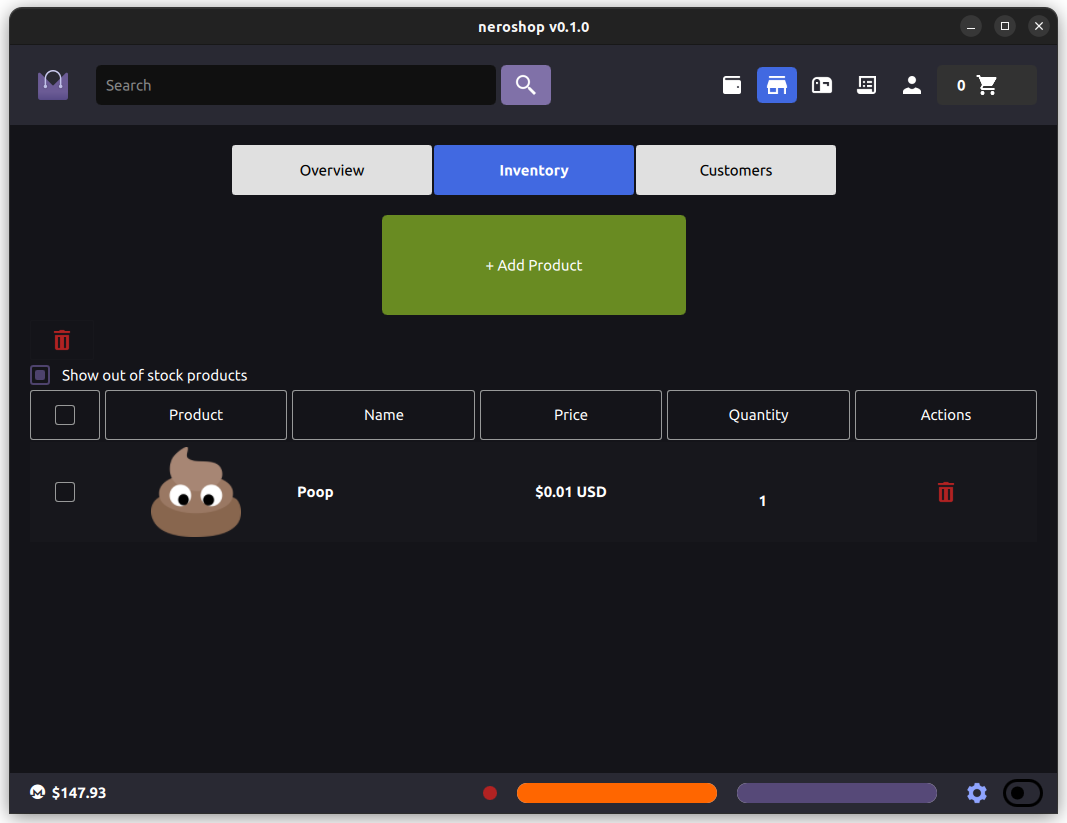 neroshop v0.1.0
Search
0
Overview
Inventory
Customers
+ Add Product
Show out of stock products
Product
Name
Price
Quantity
Actions
Poop
$0.01 USD
1
$147.93